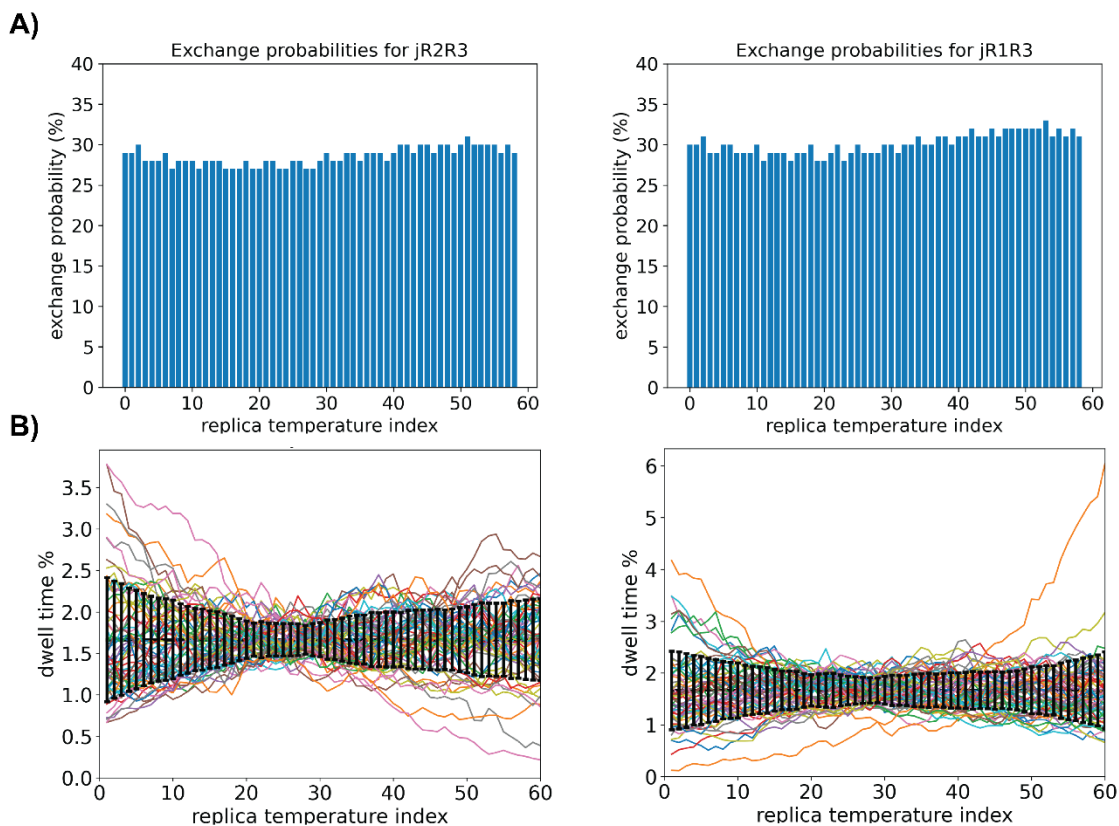 A)
Exchange probabilities for jR2R3
40
35
30
25
20
15
10
5
0
exchange probability (%)
0 10 20 30 40 50 60
replica temperature index
Exchange probabilities for jR1R3
40
35
30
25
20
15
10
5
0
exchange probability (%)
0 10 20 30 40 50 60
replica temperature index
B)
3.5
3.0
2.5
2.0
1.5
1.0
0.5
0.0
dwell time %
0 10 20 30 40 50 60
replica temperature index
6
5
4
3
2
1
0
dwell time %
0 10 20 30 40 50 60
replica temperature index